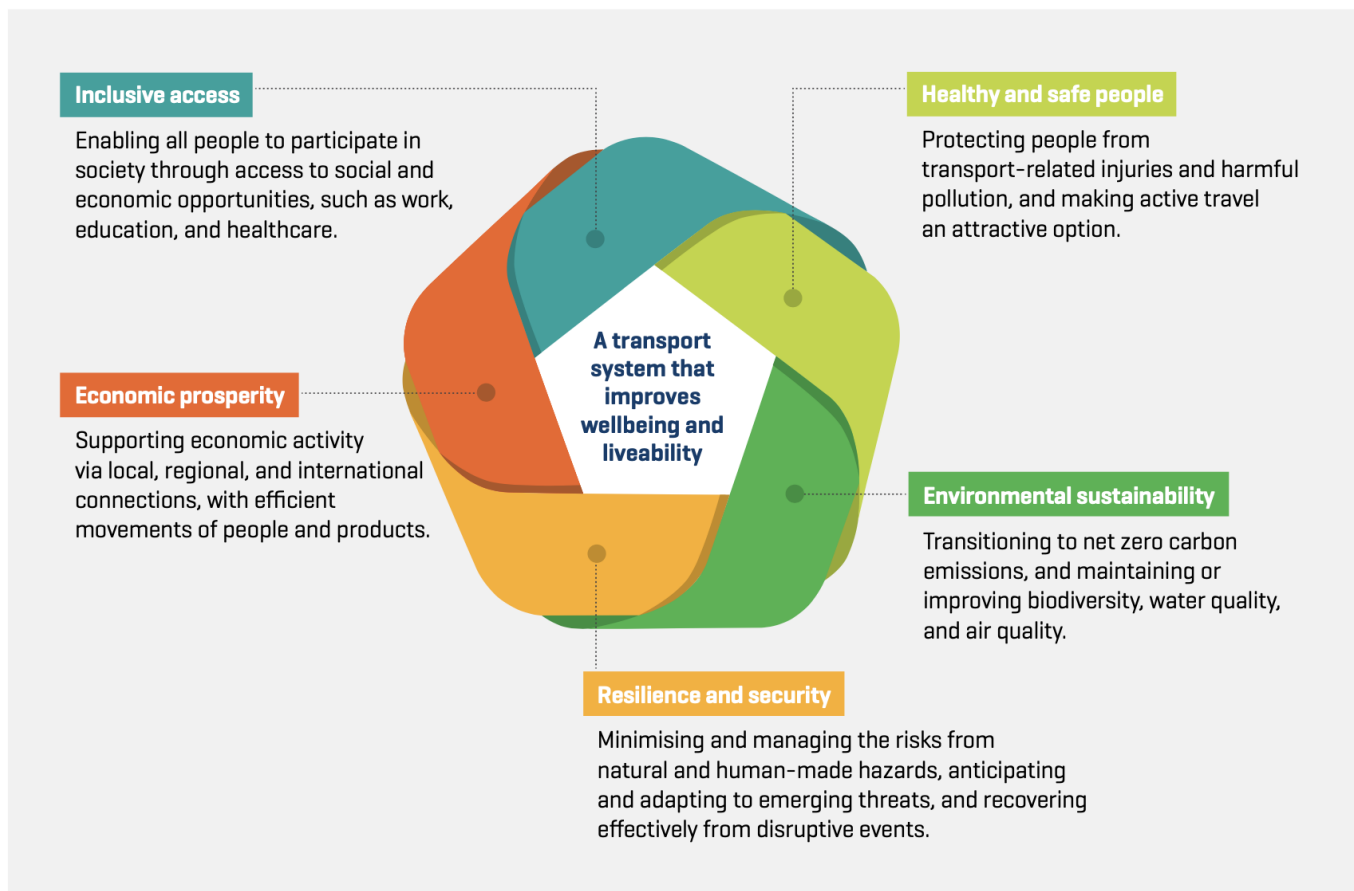 Inclusive access
Enabling all people to participate in
society through access to social and
economic opportunities, such as work,
education, and healthcare.
Healthy and safe people
Protecting people from
transport-related injuries and harmful
pollution, and making active travel
an attractive option.
A transport
system that
improves
wellbeing and
liveability
Economic prosperity
Supporting economic activity
via local, regional, and international
connections, with efficient
movements of people and products.
Environmental sustainability
Transitioning to net zero carbon
emissions, and maintaining or
improving biodiversity, water quality,
and air quality.
Resilience and security
Minimising and managing the risks from
natural and human-made hazards, anticipating
and adapting to emerging threats, and recovering
effectively from disruptive events.